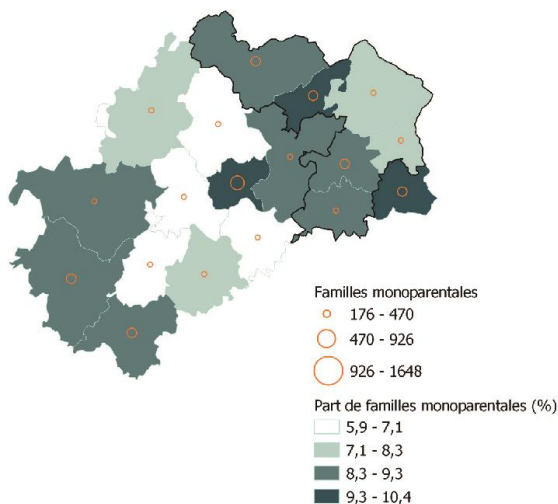 Familles monoparentales
176 - 470
470 - 926
926 - 1648
Part de familles monoparentales (%)
5,9 - 7,1
7,1 - 8,3
8,3 - 9,3
9,3 - 10,4